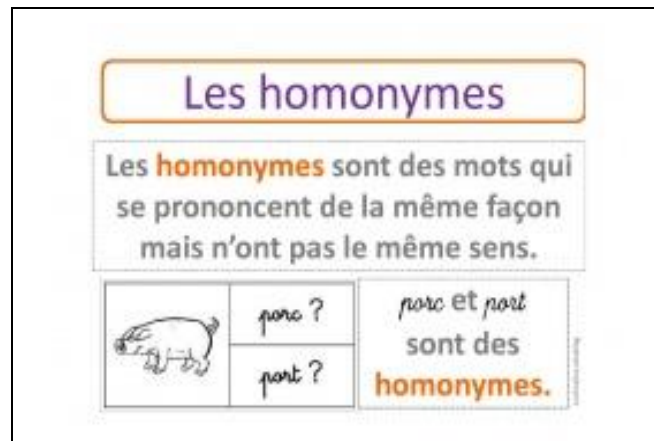 Les homonymes
Les homonymes sont des mots qui
se prononcent de la même façon
mais n'ont pas le même sens.
porc ?
port ?
porc et port
sont des
homonymes.